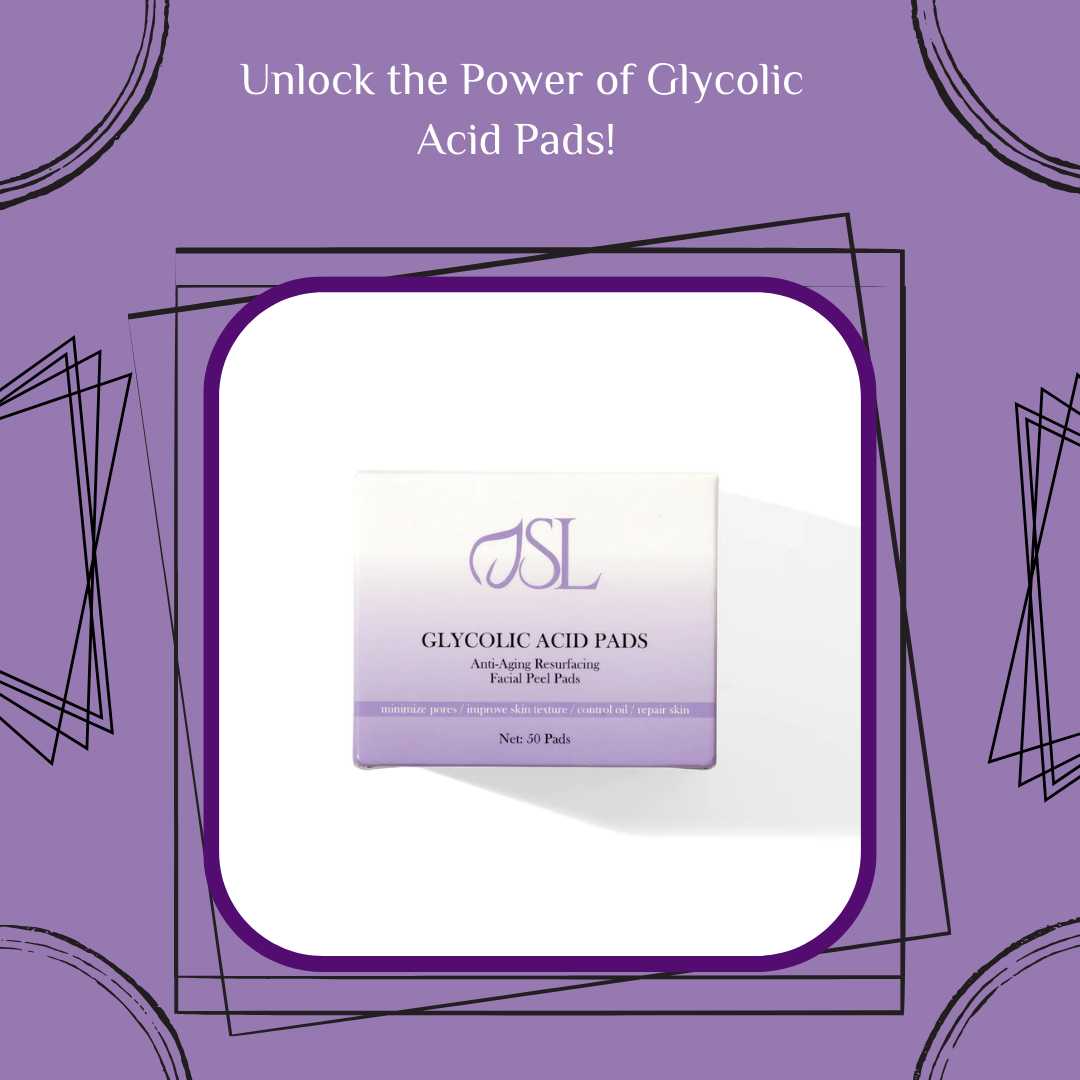 Unlock the Power of Glycolic
Acid Pads!
JSL
GLYCOLIC ACID PADS
Anti-Aging Resurfacing
Facial Peel Pads
minimize pores / improve skin texture / control oil / repair skin
Net: 50 Pads